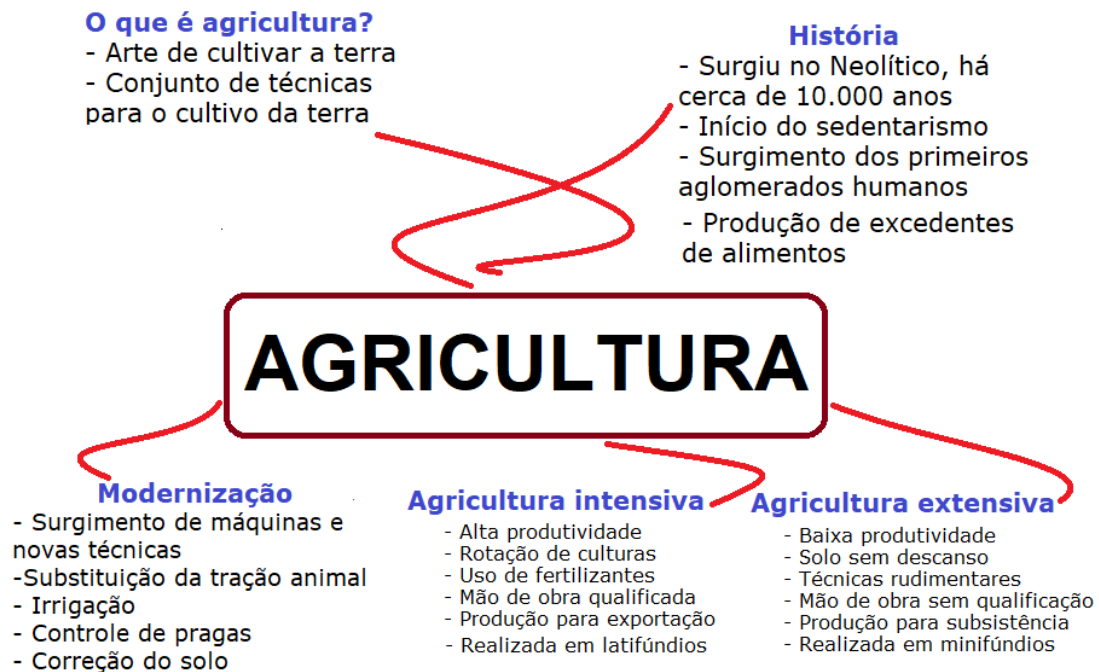 O que é agricultura?
- Arte de cultivar a terra
- Conjunto de técnicas
para o cultivo da terra
História
- Surgiu no Neolítico, há
cerca de 10.000 anos
- Início do sedentarismo
- Surgimento dos primeiros
aglomerados humanos
- Produção de excedentes
de alimentos
AGRICULTURA
Modernização
- Surgimento de máquinas e
novas técnicas
-Substituição da tração animal
- Irrigação
- Controle de pragas
- Correção do solo
Agricultura intensiva
- Alta produtividade
- Rotação de culturas
- Uso de fertilizantes
- Mão de obra qualificada
- Produção para exportação
- Realizada em latifúndios
Agricultura extensiva
- Baixa produtividade
- Solo sem descanso
- Técnicas rudimentares
- Mão de obra sem qualificação
- Produção para subsistência
- Realizada em minifúndios